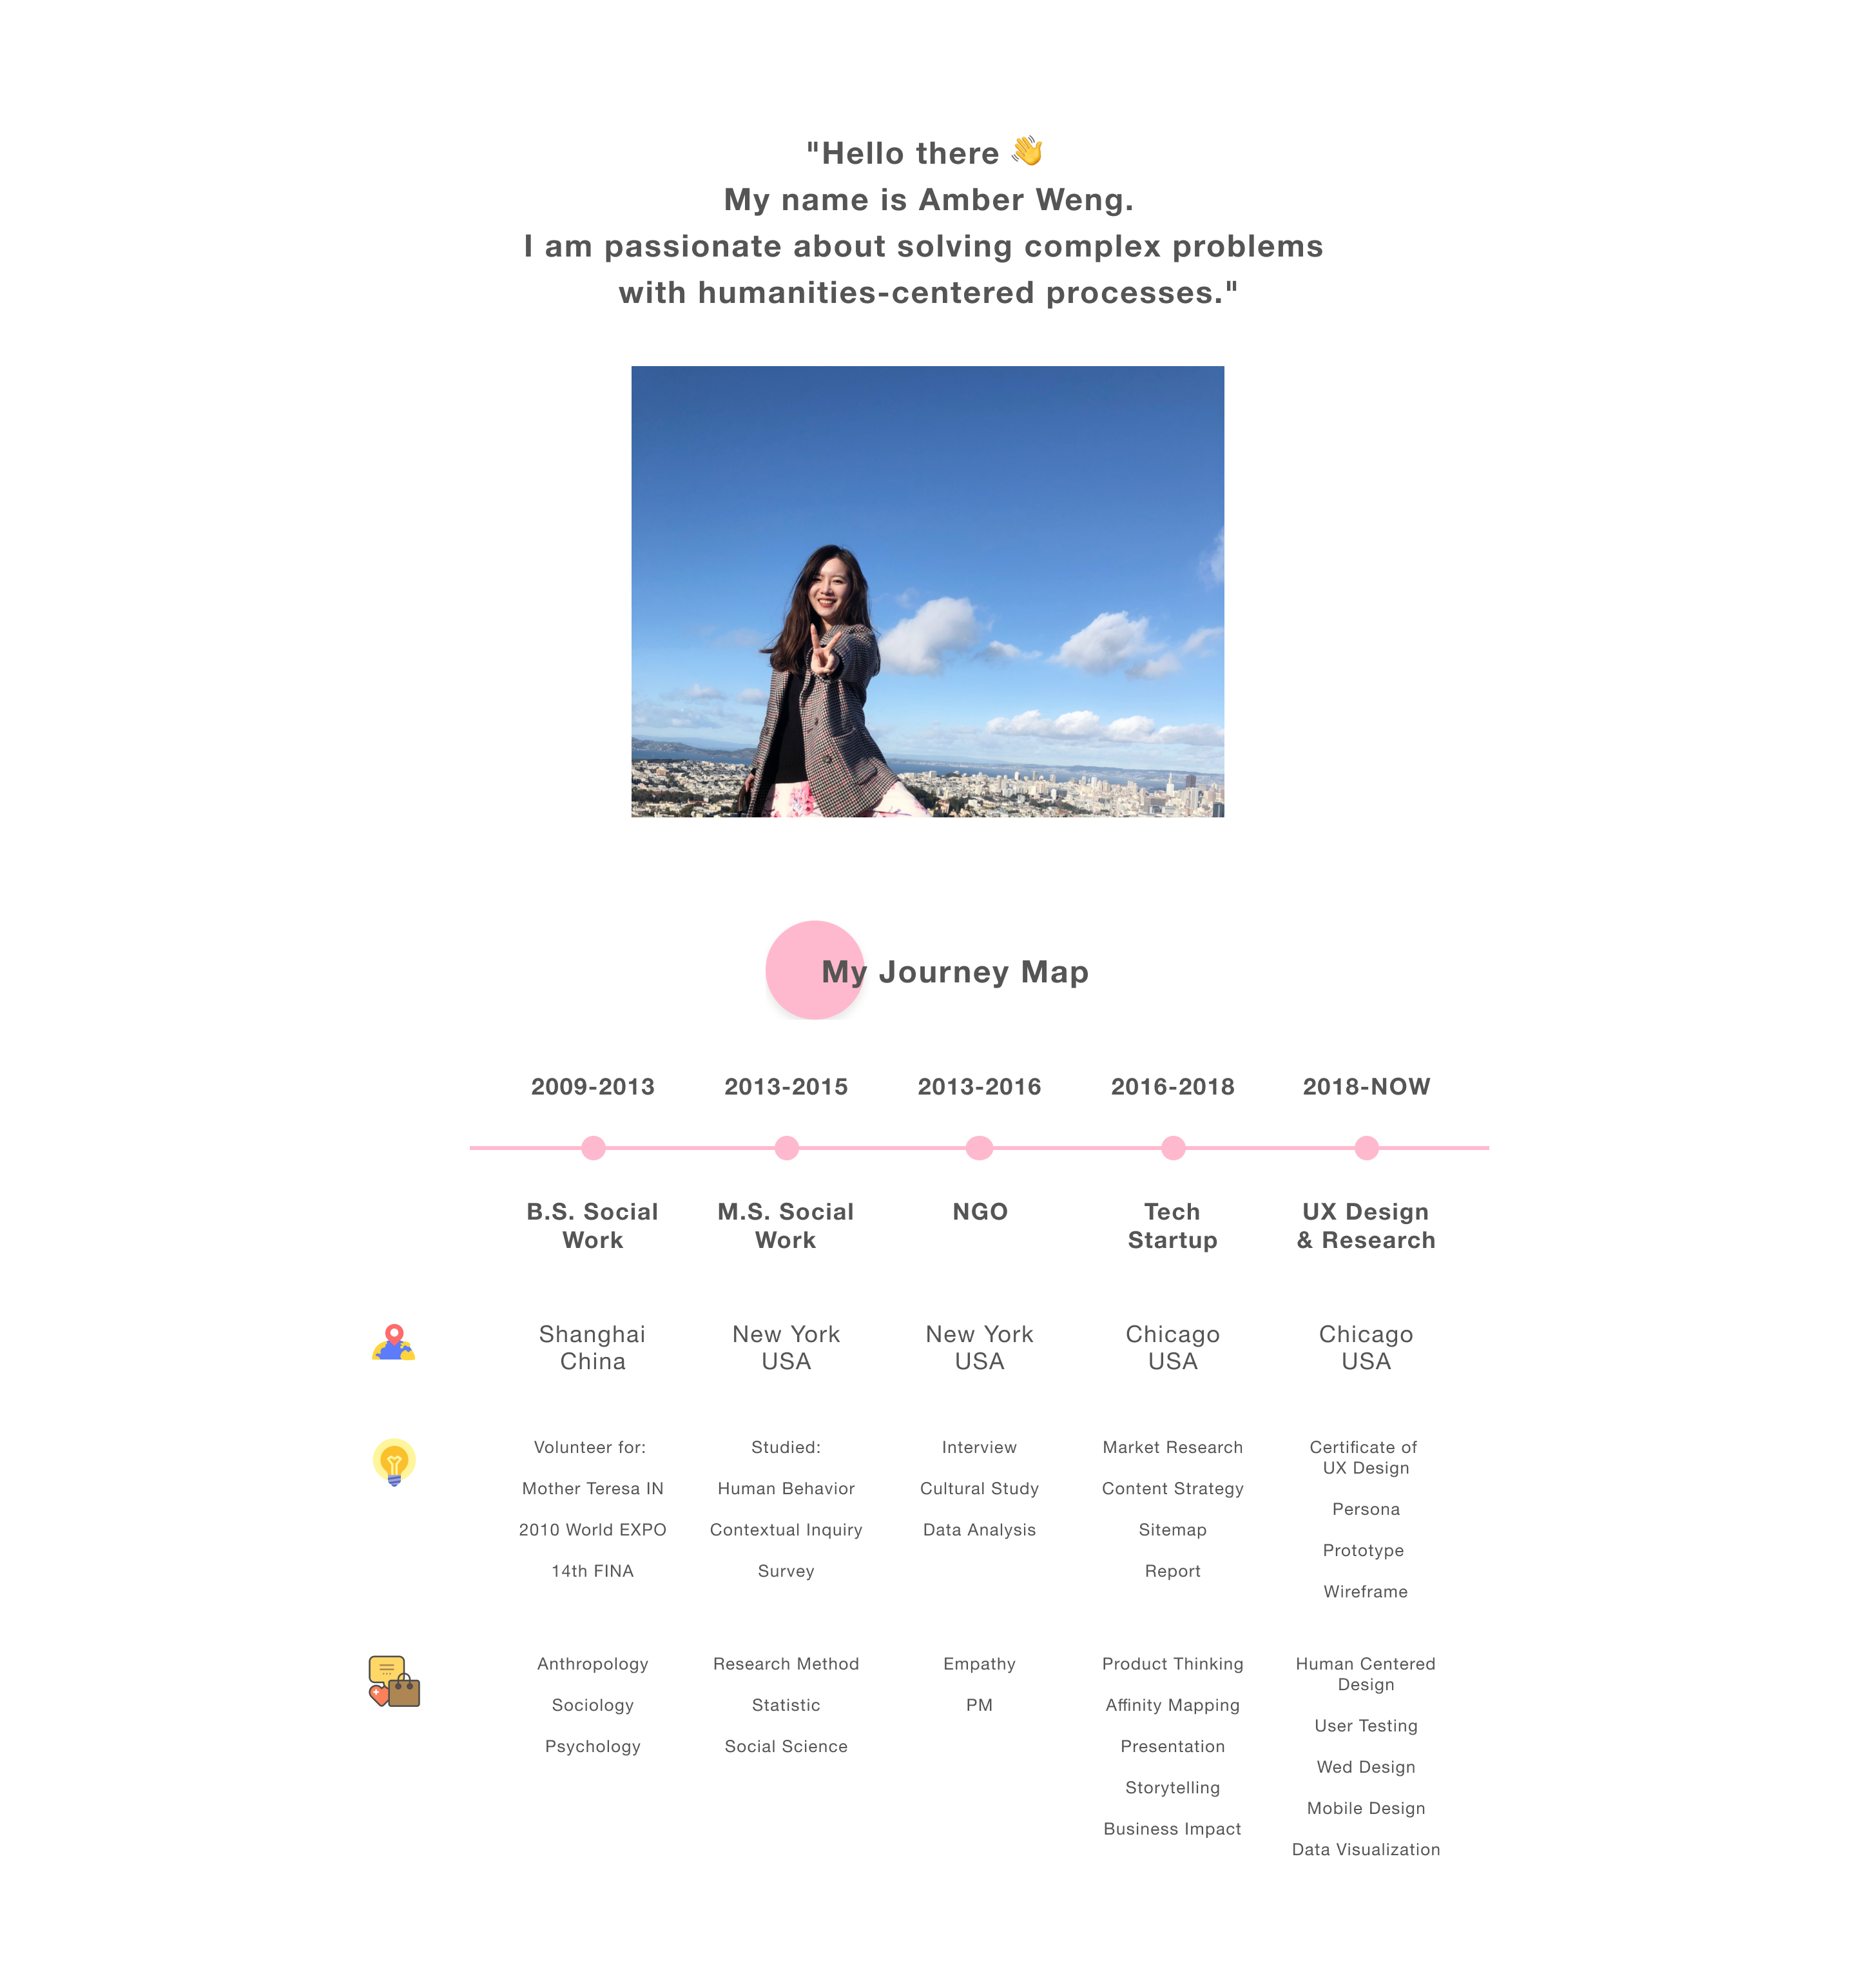 "Hello there 👋
My name is Amber Weng.
I am passionate about solving complex problems
with humanities-centered processes."
My Journey Map
2009-2013
2013-2015
2013-2016
2016-2018
2018-NOW
B.S. Social
Work
M.S. Social
Work
NGO
Tech
Startup
UX Design
& Research
Shanghai
China
New York
USA
New York
USA
Chicago
USA
Chicago
USA
Volunteer for:
Mother Teresa IN
2010 World EXPO
14th FINA
Studied:
Human Behavior
Contextual Inquiry
Survey
Interview
Cultural Study
Data Analysis
Market Research
Content Strategy
Sitemap
Report
Certificate of
UX Design
Persona
Prototype
Wireframe
Anthropology
Sociology
Psychology
Research Method
Statistic
Social Science
Empathy
PM
Product Thinking
Affinity Mapping
Presentation
Storytelling
Business Impact
Human Centered
Design
User Testing
Wed Design
Mobile Design
Data Visualization